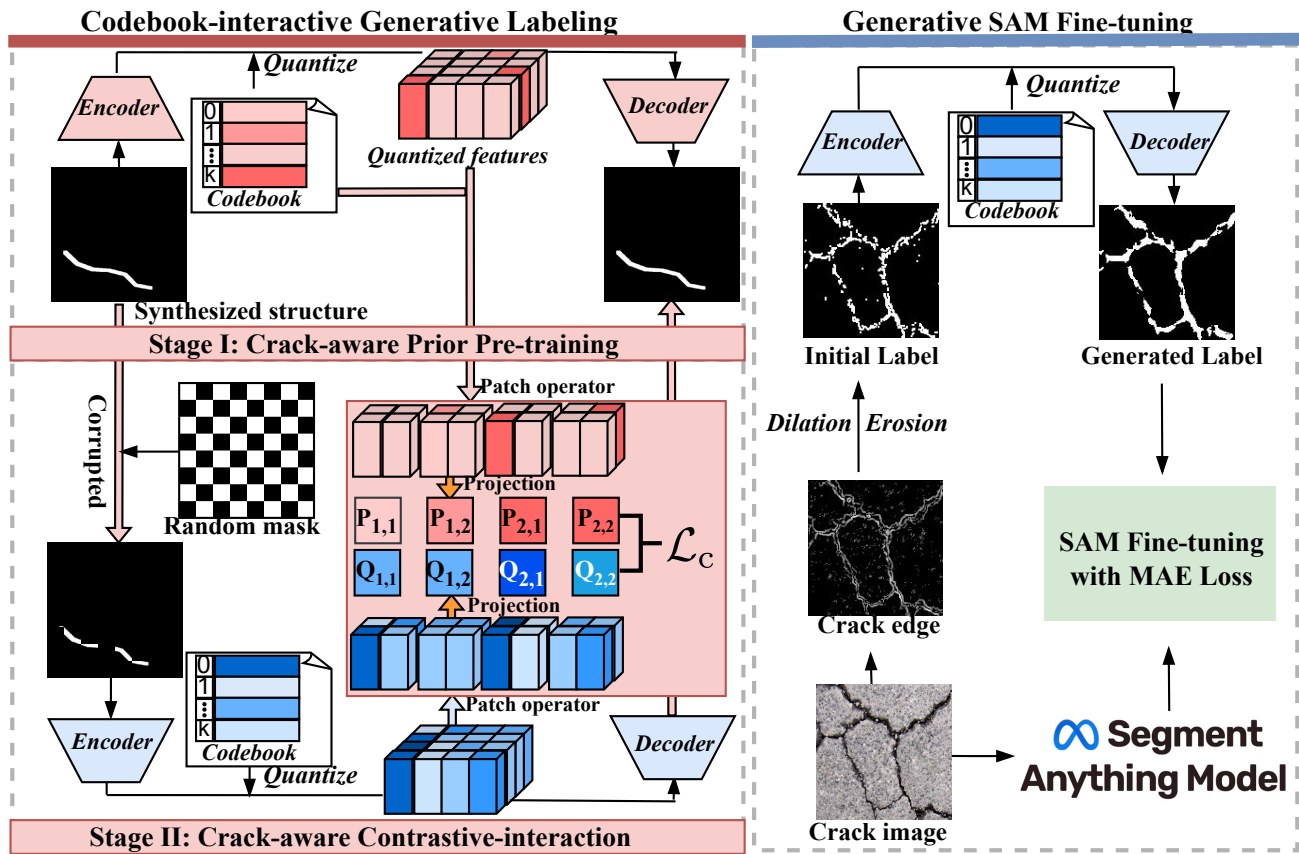 Codebook-interactive Generative Labeling
Encoder
Quantize
0
1
⋮
k
Codebook
Quantized features
Decoder
Synthesized structure
Stage I: Crack-aware Prior Pre-training
Corrupted
Random mask
Patch operator
Projection
P1,1 P1,2 P2,1 P2,2
Q1,1 Q1,2 Q2,1 Q2,2
ℒC
Projection
Patch operator
Encoder
0
1
⋮
k
Codebook
Quantize
Decoder
Stage II: Crack-aware Contrastive-interaction
Generative SAM Fine-tuning
Encoder
Quantize
0
1
⋮
k
Codebook
Decoder
Initial Label
Generated Label
Dilation Erosion
Crack edge
SAM Fine-tuning
with MAE Loss
Crack image
Segment
Anything Model